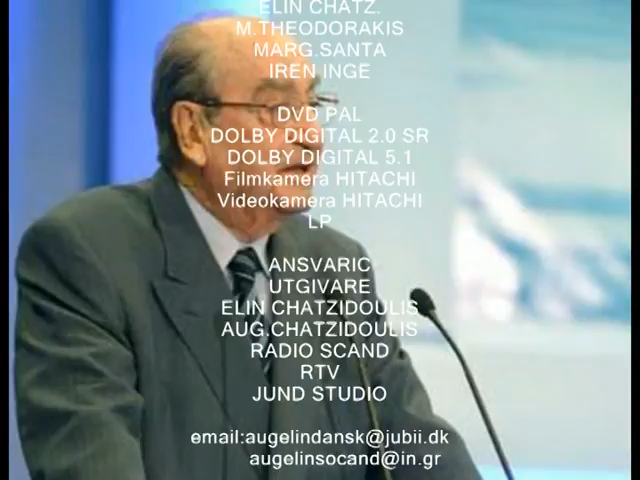 ELIN CHATZ.
M.THEODORAKIS
MARG.SANTA
IREN INGE
DVD PAL
DOLBY DIGITAL 2.0 SR
DOLBY DIGITAL 5.1
Filmkamera HITACHI
Videokamera HITACHI
LP
ANSVARIC
UTGIVARE
ELIN CHATZIDOULIS
AUG.CHATZIDOULIS
RADIO SCAND
RTV
JUND STUDIO
email:augelindansk@jubii.dk
augelinsocand@in.gr